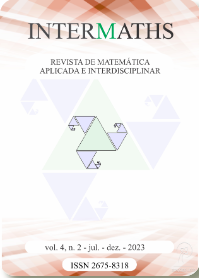 INTERMATHS
REVISTA DE MATEMÁTICA
APLICADA E INTERDISCIPLINAR
vol. 4, n. 2 - jul. - dez. - 2023
ISSN 2675-8318